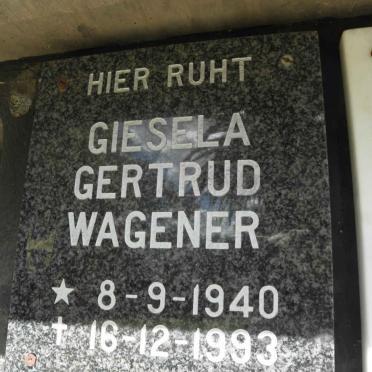 HIER RUHT
GIESELA
GERTRUD
WAGENER
★ 8-9-1940
✝ 16-12-1993